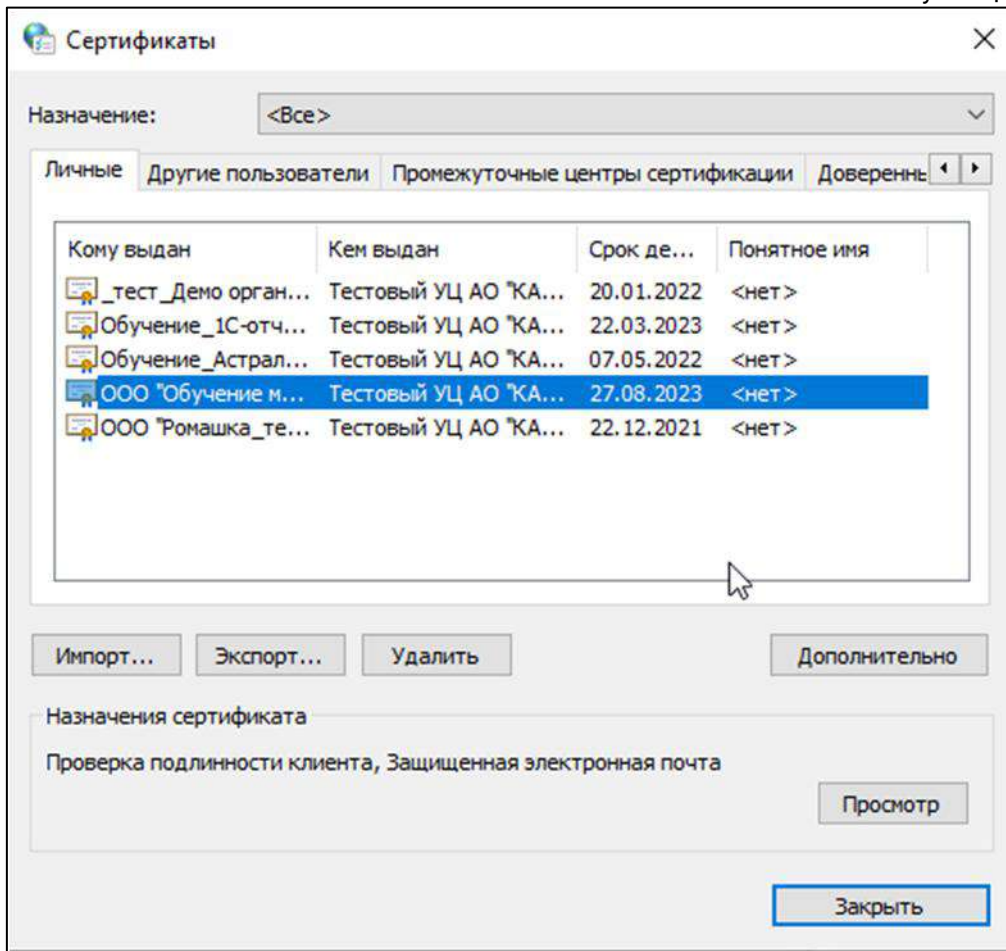 Сертификаты
Назначение: <Все>
Личные Другие пользователи Промежуточные центры сертификации Доверенны
Кому выдан Кем выдан Срок де... Понятное имя
_тест_Демо орган... Тестовый УЦ АО "КА... 20.01.2022 <нет>
Обучение_1С-отч... Тестовый УЦ АО "КА... 22.03.2023 <нет>
Обучение_Астрал... Тестовый УЦ АО "КА... 07.05.2022 <нет>
ООО "Обучение м... Тестовый УЦ АО "КА... 27.08.2023 <нет>
ООО "Ромашка_те... Тестовый УЦ АО "КА... 22.12.2021 <нет>
Импорт... Экспорт... Удалить Дополнительно
Назначения сертификата
Проверка подлинности клиента, Защищенная электронная почта
Просмотр
Закрыть